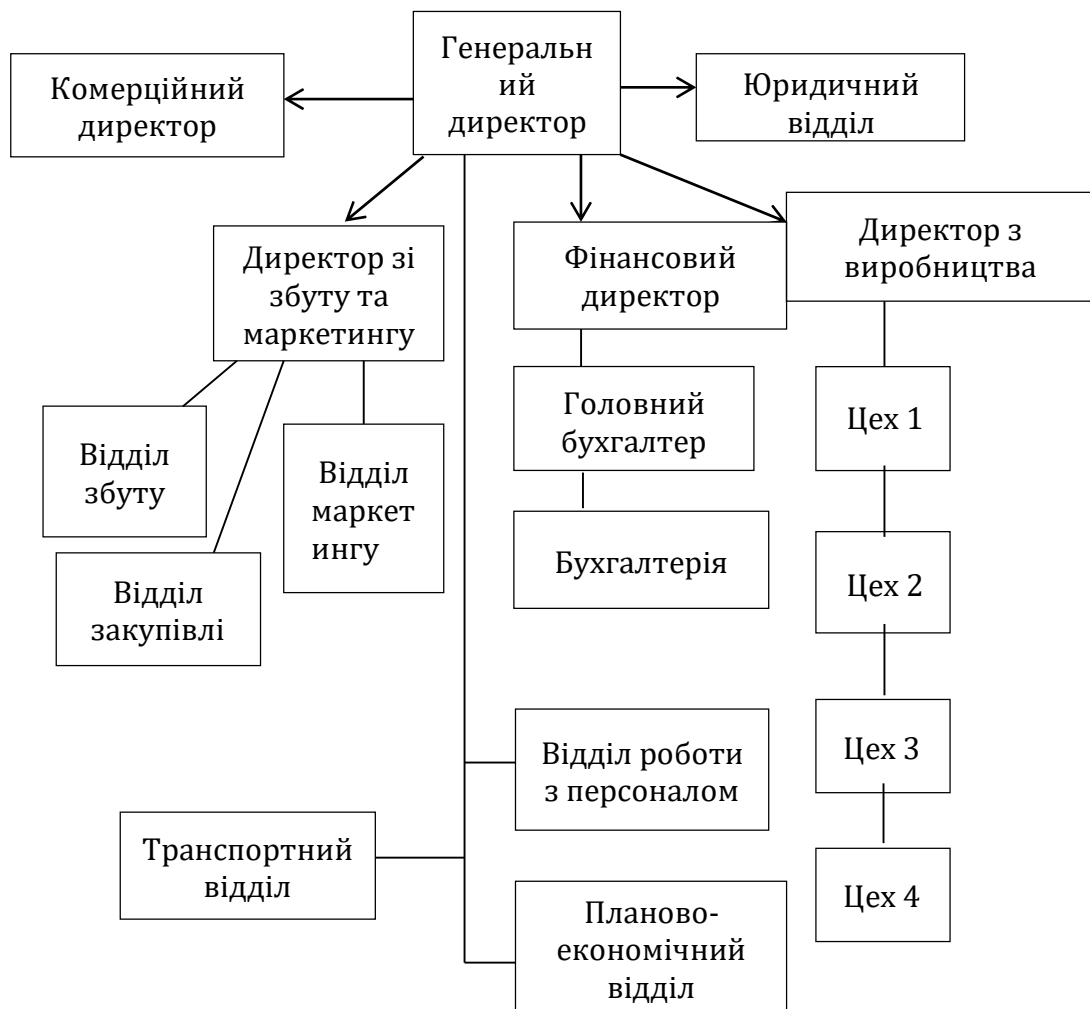 Генеральн
ий
директор
Комерційний
директор
Юридичний
відділ
Директор зі
збуту та
маркетингу
Фінансовий
директор
Директор з
виробництва
Відділ
збуту
Відділ
закупівлі
Відділ
маркет
ингу
Головний
бухгалтер
Бухгалтерія
Цех 1
Цех 2
Цех 3
Цех 4
Відділ роботи
з персоналом
Транспортний
відділ
Планово-
економічний
відділ